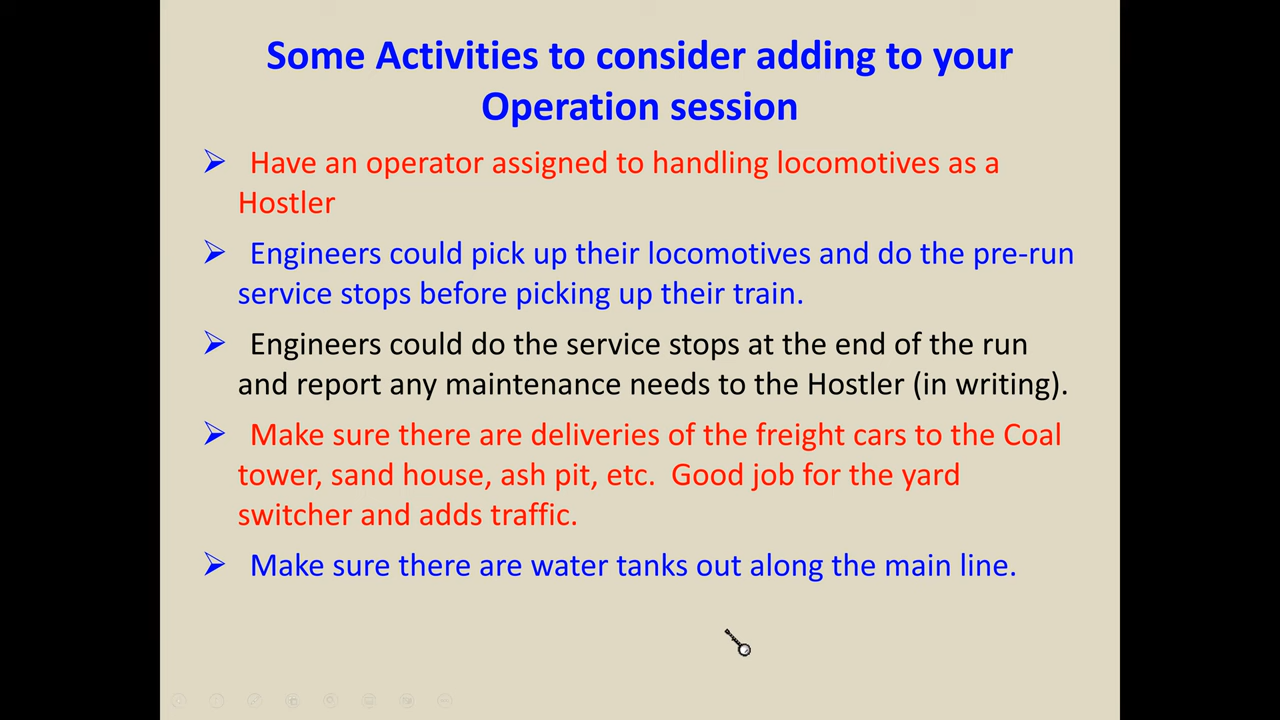 Some Activities to consider adding to your
Operation session
➢ Have an operator assigned to handling locomotives as a
Hostler
➢ Engineers could pick up their locomotives and do the pre-run
service stops before picking up their train.
➢ Engineers could do the service stops at the end of the run
and report any maintenance needs to the Hostler (in writing).
➢ Make sure there are deliveries of the freight cars to the Coal
tower, sand house, ash pit, etc.  Good job for the yard
switcher and adds traffic.
➢ Make sure there are water tanks out along the main line.